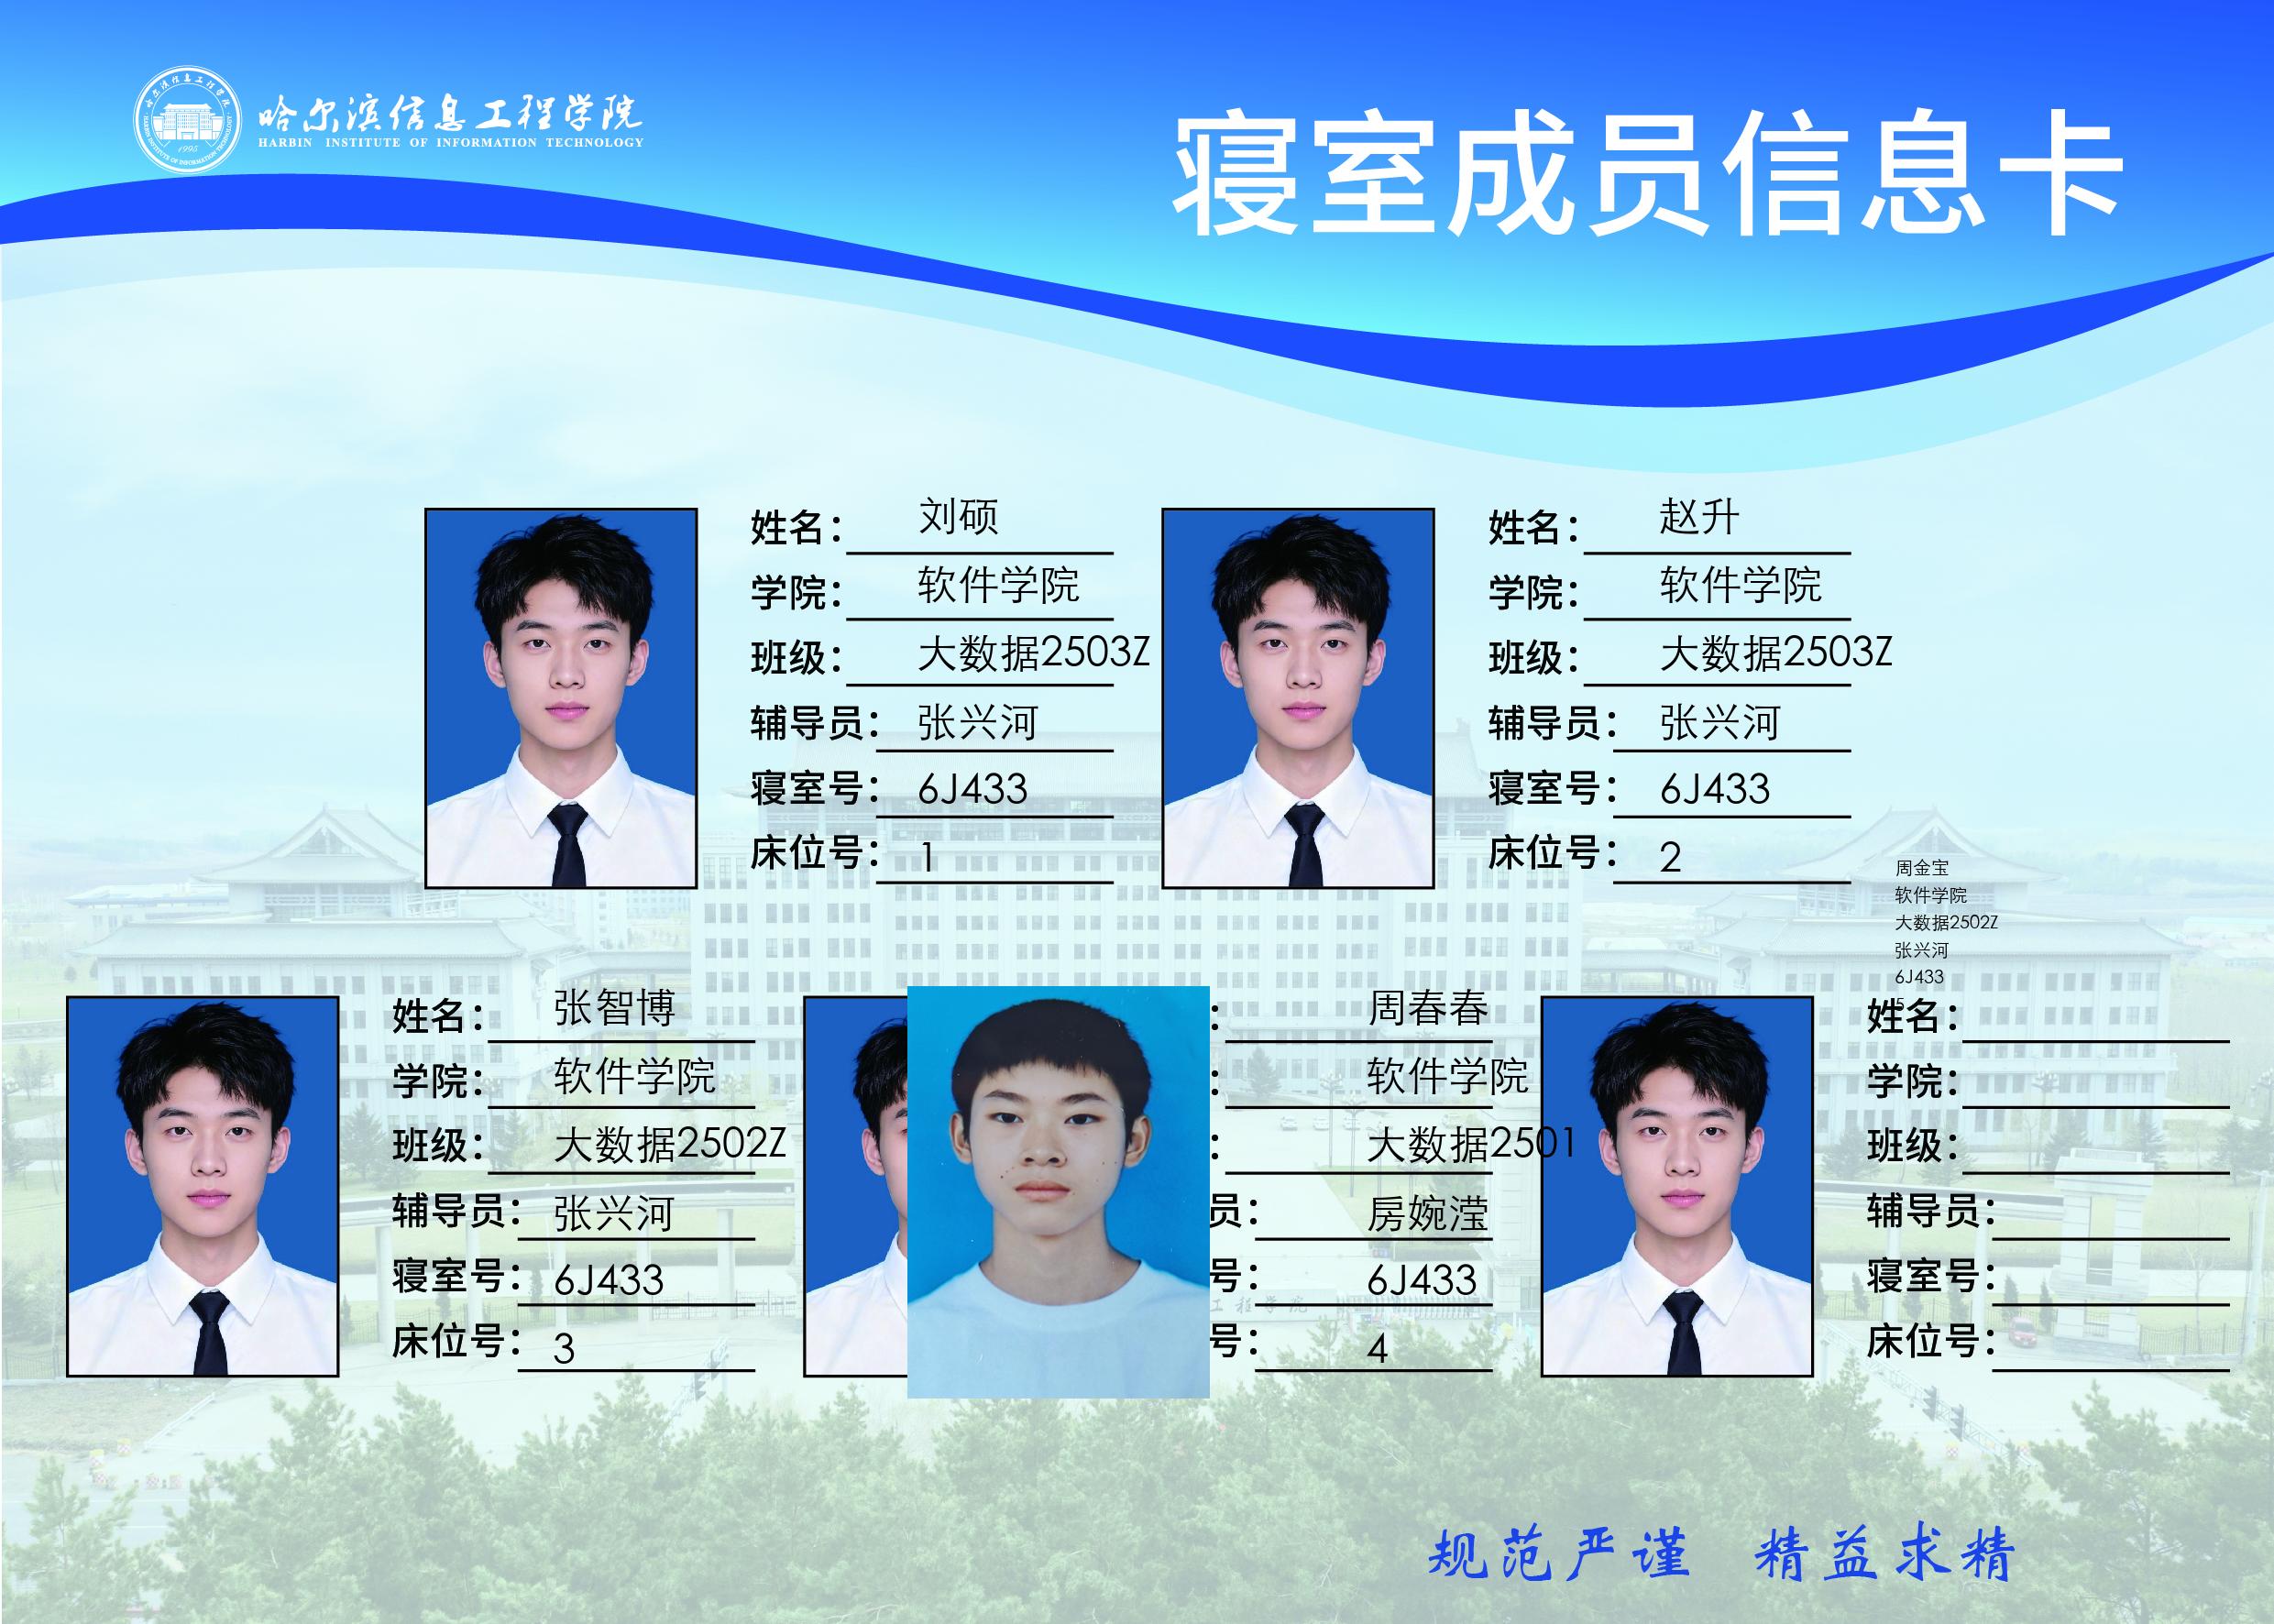 哈尔滨信息工程学院
HARBIN INSTITUTE OF INFORMATION TECHNOLOGY
1995
寝室成员信息卡
姓名：刘硕
学院：软件学院
班级：大数据2503Z
辅导员：张兴河
寝室号：6J433
床位号：1
姓名：赵升
学院：软件学院
班级：大数据2503Z
辅导员：张兴河
寝室号：6J433
床位号：2
周金宝
软件学院
大数据2502Z
张兴河
6J433
5
姓名：张智博
学院：软件学院
班级：大数据2502Z
辅导员：张兴河
寝室号：6J433
床位号：3
：周春春
：软件学院
：大数据2501
员：房婉滢
号：6J433
号：4
姓名：
学院：
班级：
辅导员：
寝室号：
床位号：
规范严谨 精益求精